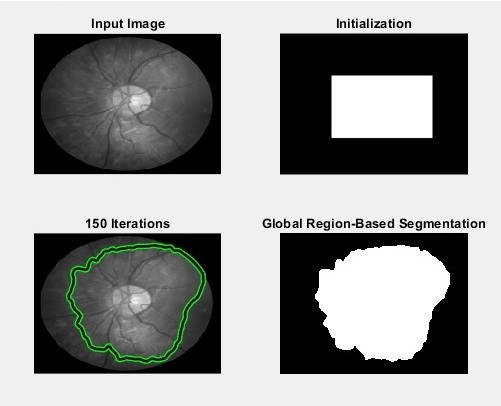 Input Image
Initialization
150 Iterations
Global Region-Based Segmentation